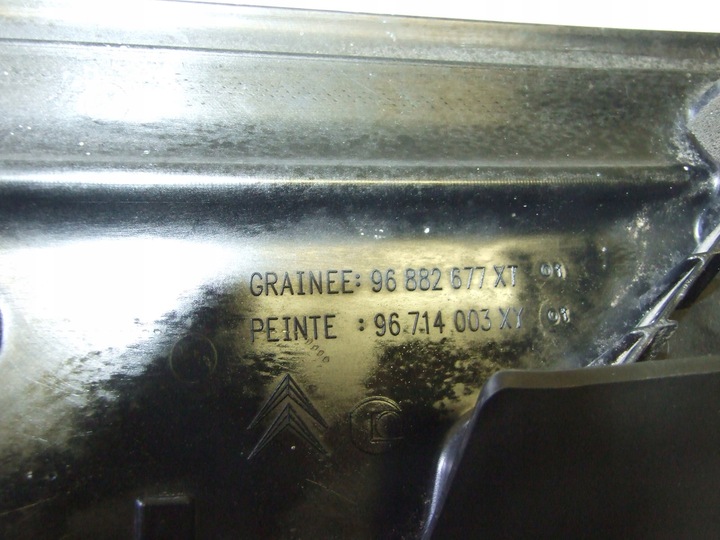 GRAINEE: 96 882 677 XT
PEINTE : 96 714 003 XY